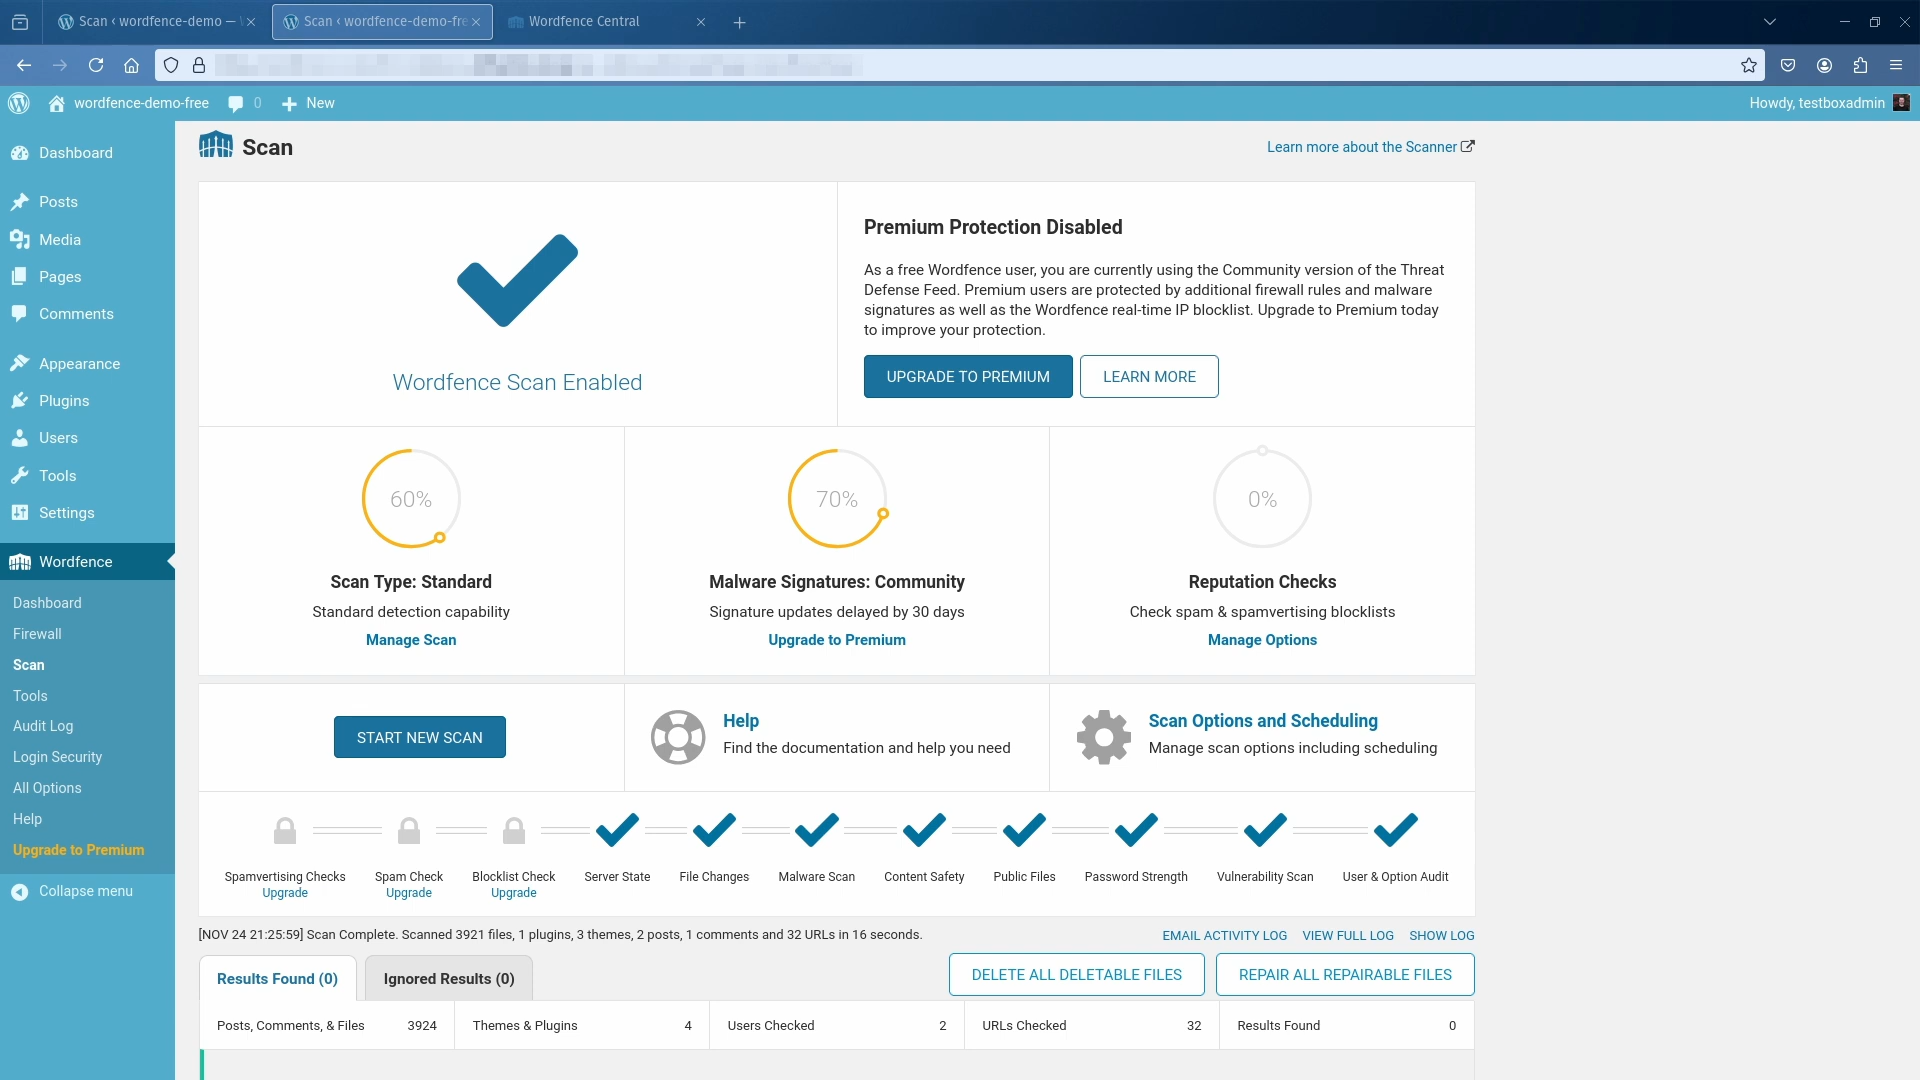 Scan ‹ wordfence-demo —
Scan ‹ wordfence-demo-fre
Wordfence Central
wordfence-demo-free
0
New
Howdy, testboxadmin
Dashboard
Posts
Media
Pages
Comments
Appearance
Plugins
Users
Tools
Settings
Wordfence
Dashboard
Firewall
Scan
Tools
Audit Log
Login Security
All Options
Help
Upgrade to Premium
Collapse menu
Scan
Learn more about the Scanner
Wordfence Scan Enabled
Premium Protection Disabled
As a free Wordfence user, you are currently using the Community version of the Threat
Defense Feed. Premium users are protected by additional firewall rules and malware
signatures as well as the Wordfence real-time IP blocklist. Upgrade to Premium today
to improve your protection.
UPGRADE TO PREMIUM
LEARN MORE
60%
Scan Type: Standard
Standard detection capability
Manage Scan
70%
Malware Signatures: Community
Signature updates delayed by 30 days
Upgrade to Premium
0%
Reputation Checks
Check spam & spamvertising blocklists
Manage Options
START NEW SCAN
Help
Find the documentation and help you need
Scan Options and Scheduling
Manage scan options including scheduling
Spamvertising Checks
Upgrade
Spam Check
Upgrade
Blocklist Check
Upgrade
Server State
File Changes
Malware Scan
Content Safety
Public Files
Password Strength
Vulnerability Scan
User & Option Audit
[NOV 24 21:25:59] Scan Complete. Scanned 3921 files, 1 plugins, 3 themes, 2 posts, 1 comments and 32 URLs in 16 seconds.
EMAIL ACTIVITY LOG
VIEW FULL LOG
SHOW LOG
Results Found (0)
Ignored Results (0)
DELETE ALL DELETABLE FILES
REPAIR ALL REPAIRABLE FILES
Posts, Comments, & Files 3924
Themes & Plugins 4
Users Checked 2
URLs Checked 32
Results Found 0